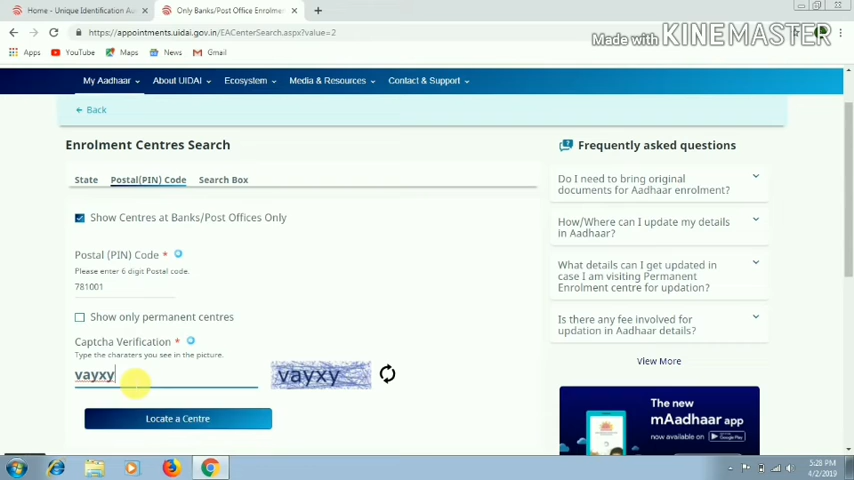 Home - Unique Identification Au
Only Banks/Post Office Enrolmen
https://appointments.uidai.gov.in/EACenterSearch.aspx?value=2
Made with KINEMASTER
Apps YouTube Maps News Gmail
My Aadhaar About UIDAI Ecosystem Media & Resources Contact & Support
Back
Enrolment Centres Search
State Postal(PIN) Code Search Box
Show Centres at Banks/Post Offices Only
Postal (PIN) Code *
Please enter 6 digit Postal code.
781001
Show only permanent centres
Captcha Verification *
Type the charaters you see in the picture.
vayxy
vayxy
Locate a Centre
Frequently asked questions
Do I need to bring original
documents for Aadhaar enrolment?
How/Where can I update my details
in Aadhaar?
What details can I get updated in
case I am visiting Permanent
Enrolment centre for updation?
Is there any fee involved for
updation in Aadhaar details?
View More
The new
mAadhaar app
now available on Google Play
5:28 PM
4/2/2019